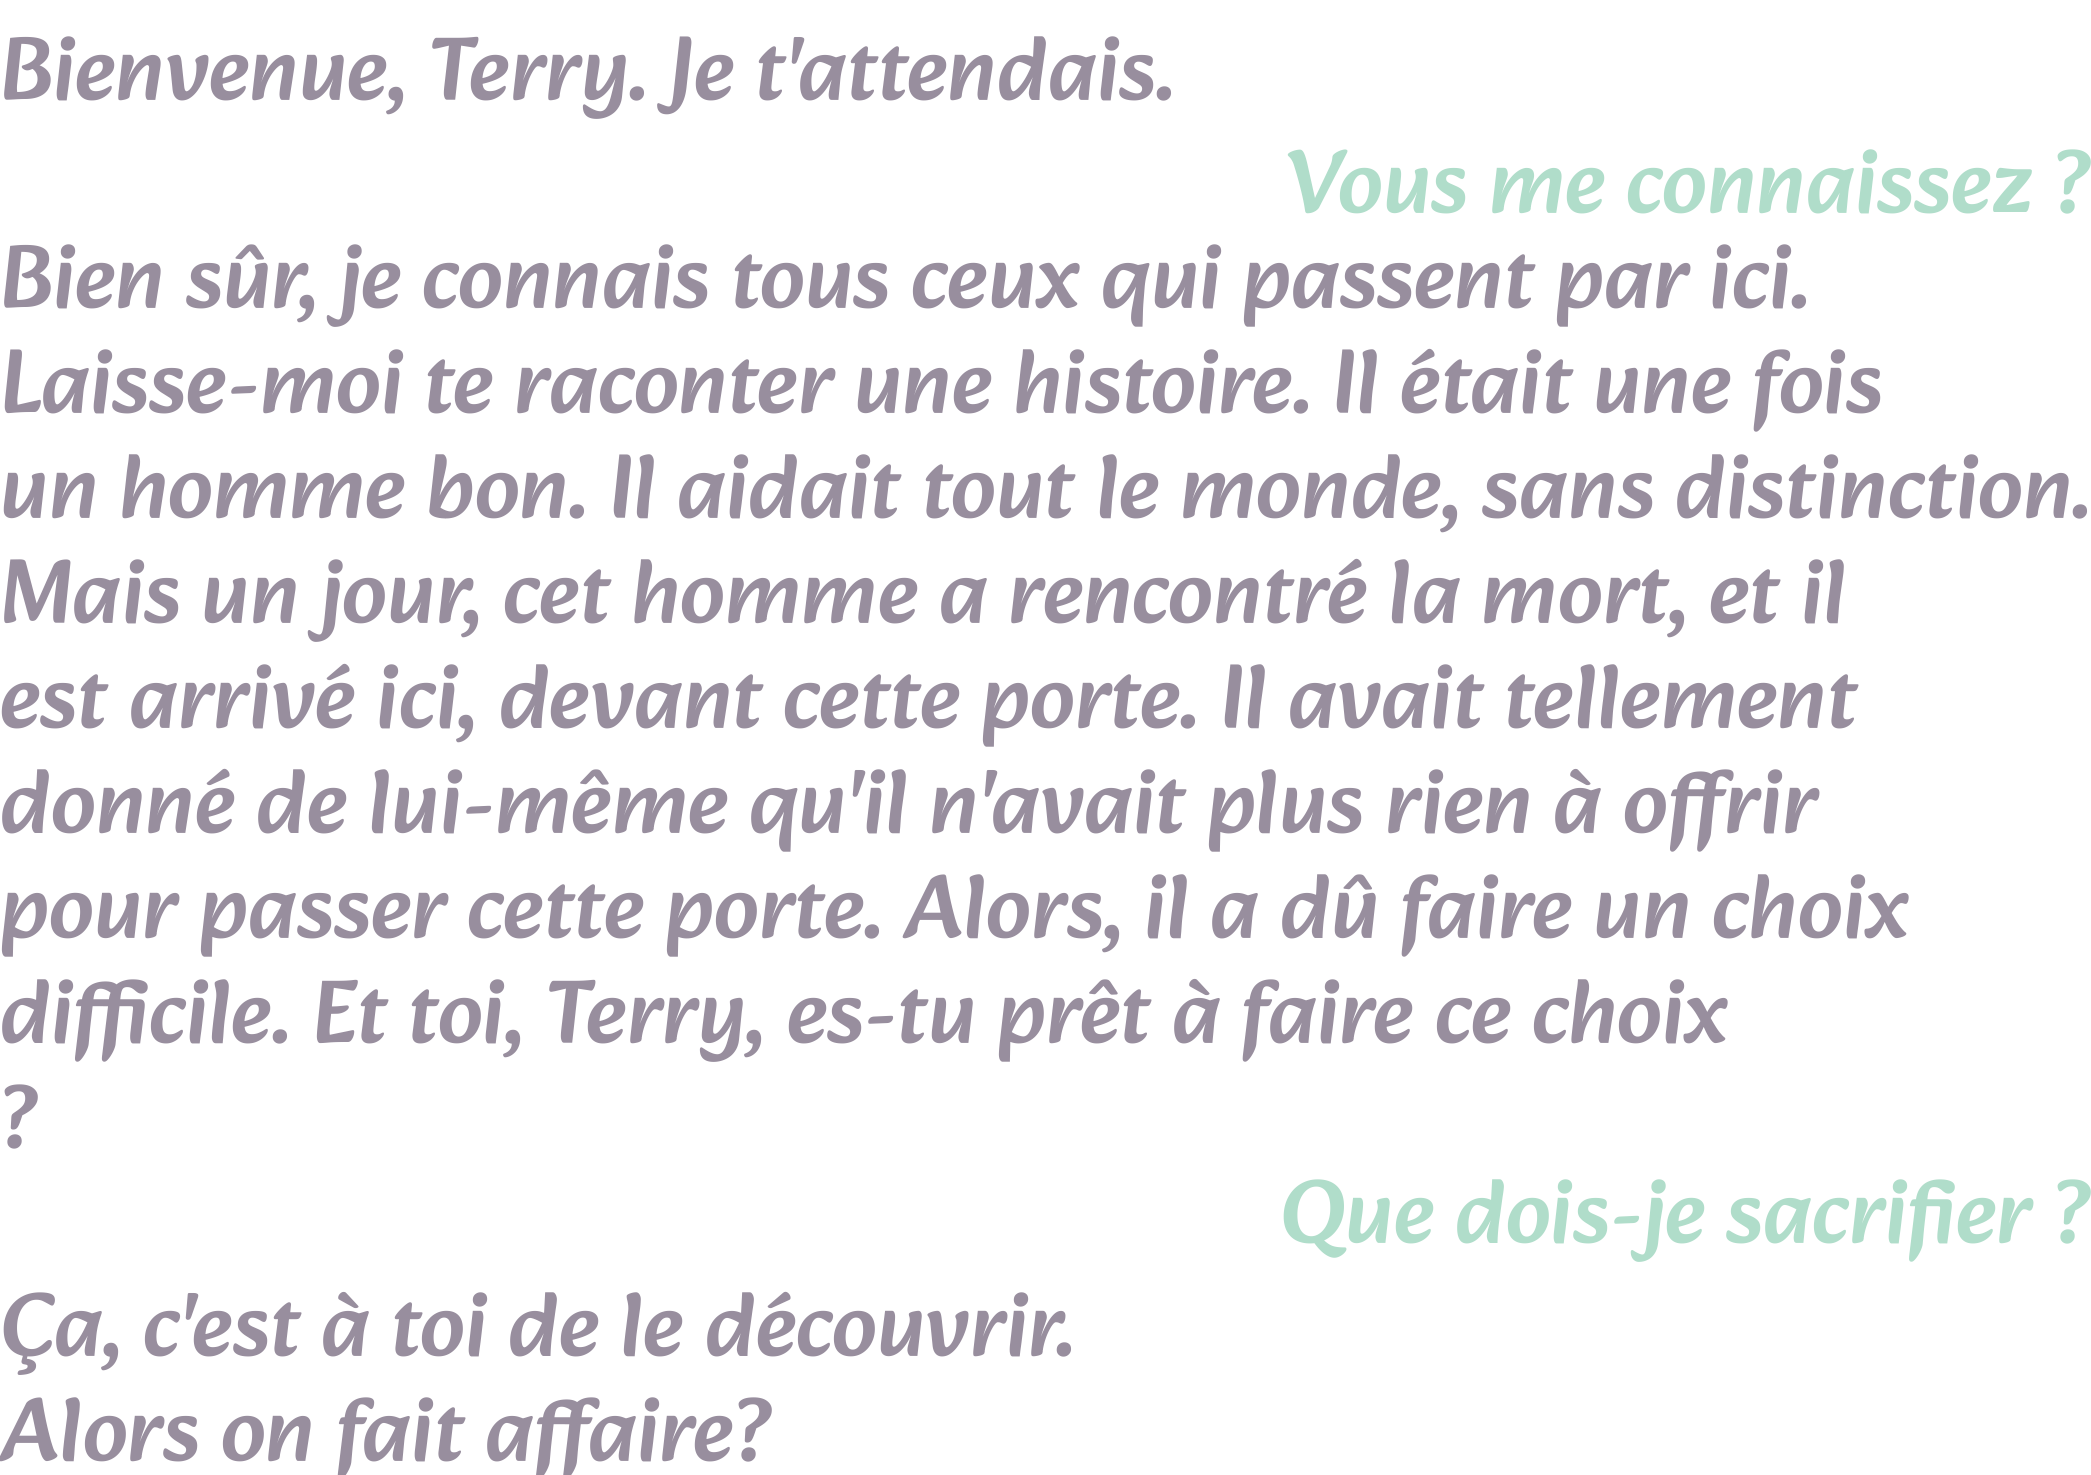 Bienvenue, Terry. Je t'attendais.
Vous me connaissez ?
Bien sûr, je connais tous ceux qui passent par ici.
Laisse-moi te raconter une histoire. Il était une fois
un homme bon. Il aidait tout le monde, sans distinction.
Mais un jour, cet homme a rencontré la mort, et il
est arrivé ici, devant cette porte. Il avait tellement
donné de lui-même qu'il n'avait plus rien à offrir
pour passer cette porte. Alors, il a dû faire un choix
difficile. Et toi, Terry, es-tu prêt à faire ce choix
?
Que dois-je sacrifier ?
Ça, c'est à toi de le découvrir.
Alors on fait affaire?